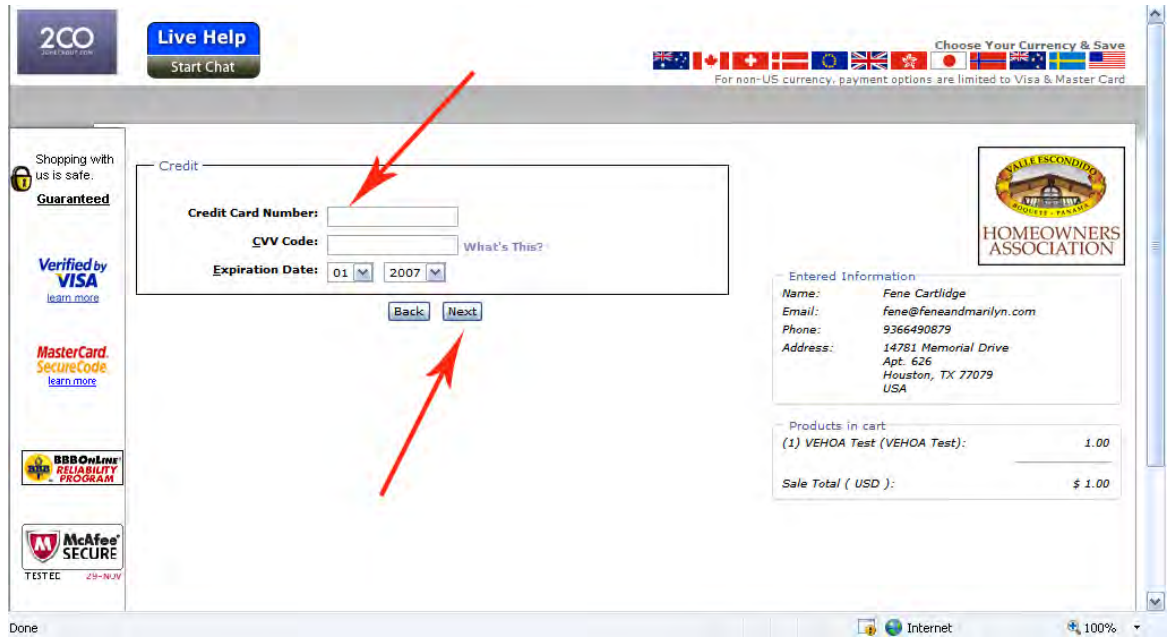 2CO
Live Help
Start Chat
Choose Your Currency & Save
For non-US currency, payment options are limited to Visa & Master Card
Shopping with
us is safe.
Guaranteed
Verified by
VISA
learn more
MasterCard.
SecureCode
learn more
BBB
BBBOnLine
RELIABILITY
PROGRAM
McAfee
SECURE
TESTED 29-NOV
Credit
Credit Card Number:
CVV Code:
What's This?
Expiration Date:
01
2007
Back
Next
VALLE ESCONDIDO
BOQUETE - PANAMA
HOMEOWNERS
ASSOCIATION
Entered Information
Name: Fene Cartlidge
Email: fene@feneandmarilyn.com
Phone: 9366490879
Address: 14781 Memorial Drive
Apt. 626
Houston, TX 77079
USA
Products in cart
(1) VEHOA Test (VEHOA Test): 1.00
Sale Total ( USD ): $ 1.00
Done
Internet
100%